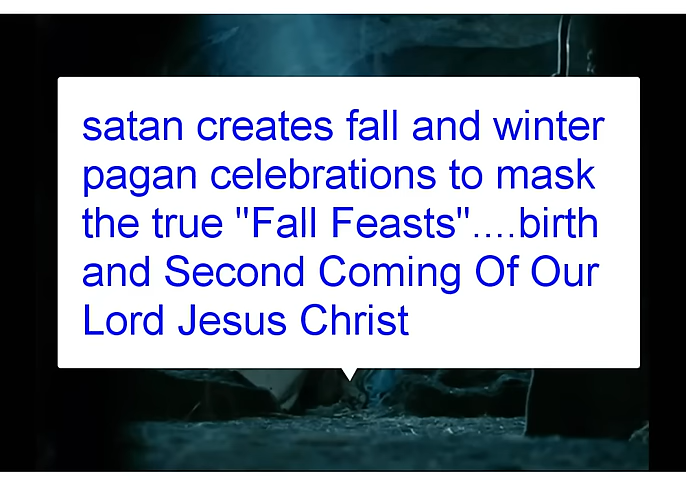 satan creates fall and winter
pagan celebrations to mask
the true "Fall Feasts"....birth
and Second Coming Of Our
Lord Jesus Christ